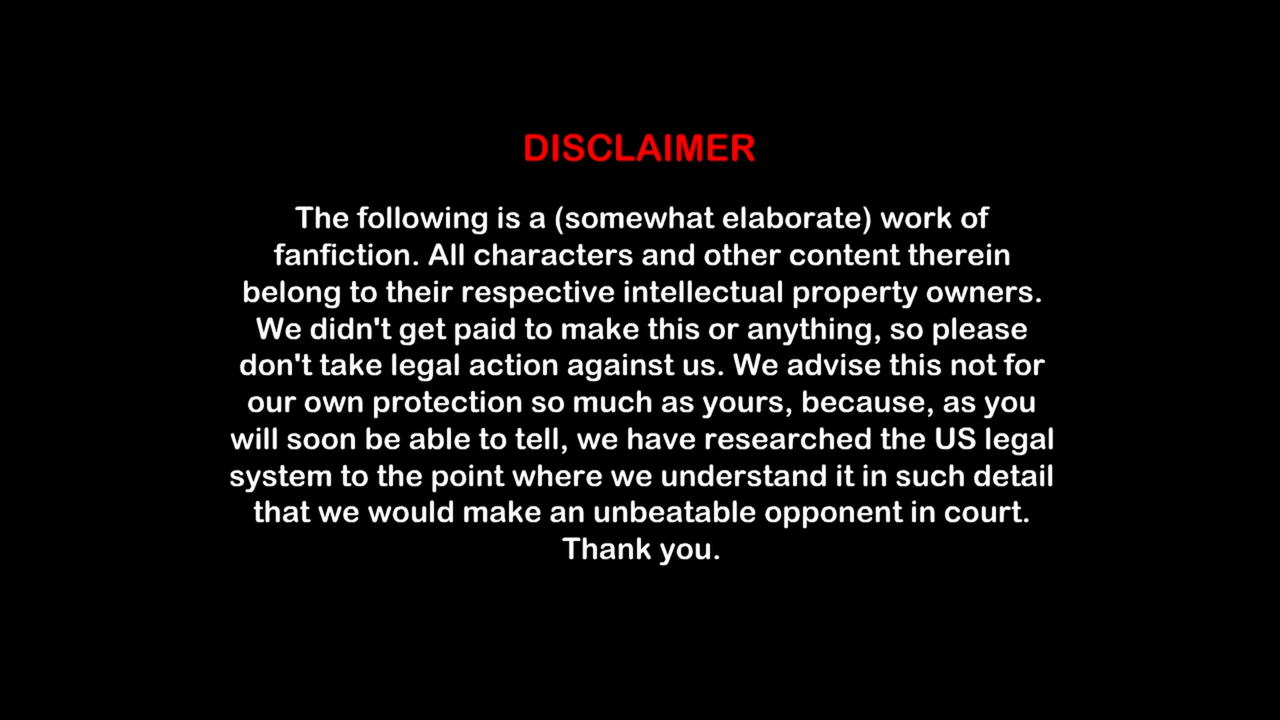 DISCLAIMER
The following is a (somewhat elaborate) work of
fanfiction. All characters and other content therein
belong to their respective intellectual property owners.
We didn't get paid to make this or anything, so please
don't take legal action against us. We advise this not for
our own protection so much as yours, because, as you
will soon be able to tell, we have researched the US legal
system to the point where we understand it in such detail
that we would make an unbeatable opponent in court.
Thank you.